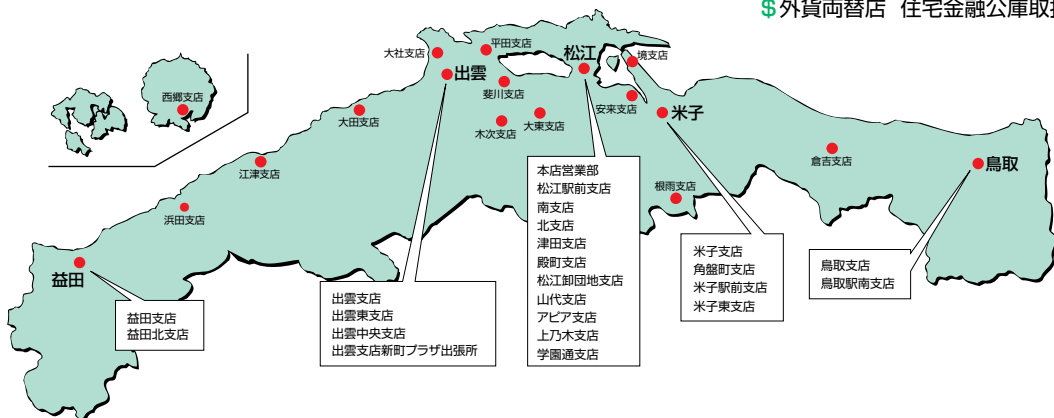 $外貨両替店 住宅金融公庫取扱
西郷支店
大社支店
平田支店
出雲
松江
境支店
斐川支店
安来支店
米子
大田支店
木次支店
大東支店
倉吉支店
鳥取
江津支店
根雨支店
浜田支店
益田
益田支店
益田北支店
出雲支店
出雲東支店
出雲中央支店
出雲支店新町プラザ出張所
本店営業部
松江駅前支店
南支店
北支店
津田支店
殿町支店
松江卸団地支店
山代支店
アピア支店
上乃木支店
学園通支店
米子支店
角盤町支店
米子駅前支店
米子東支店
鳥取支店
鳥取駅南支店